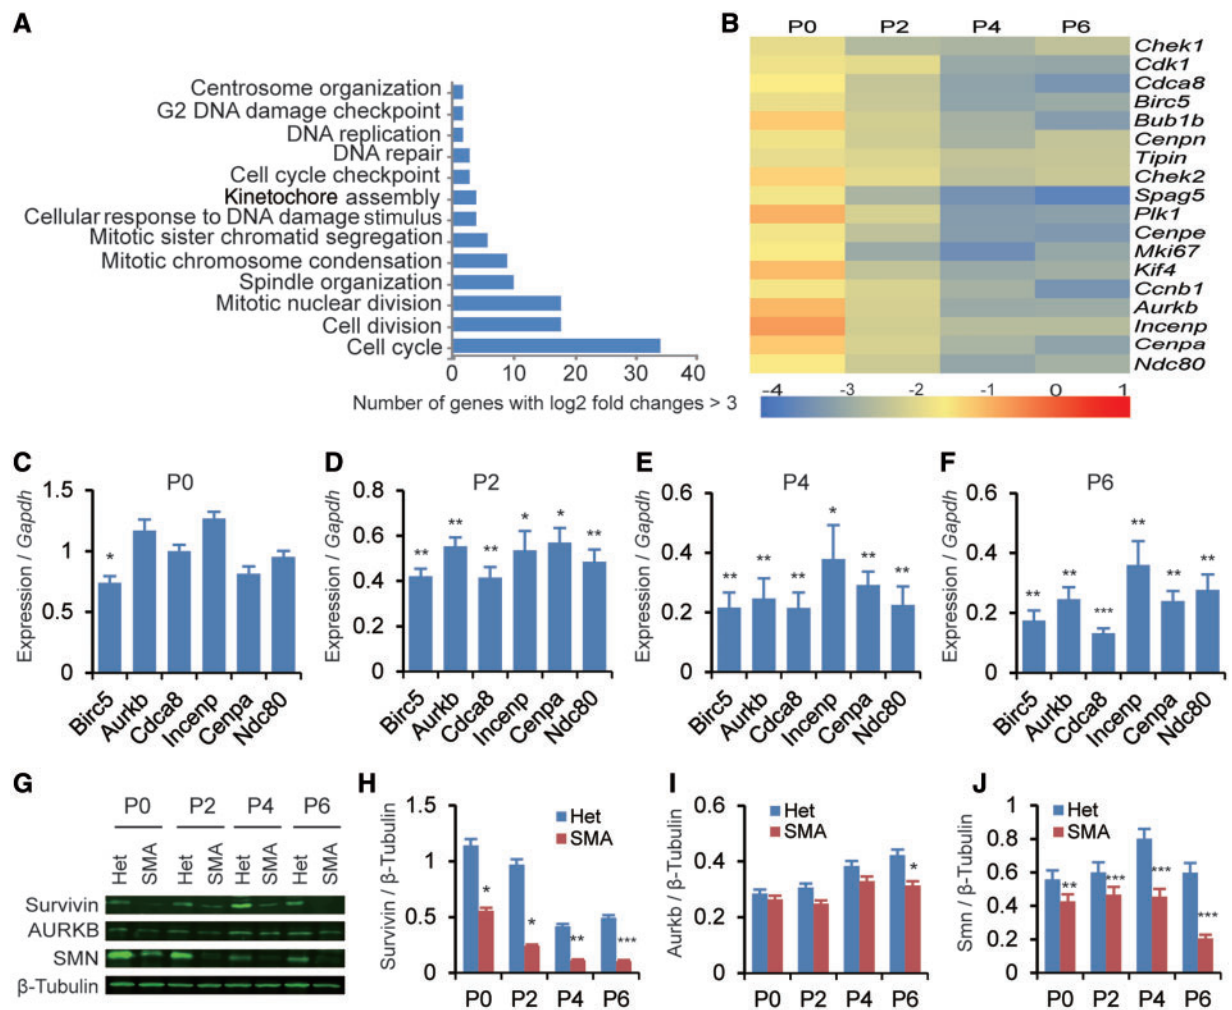 A
Centrosome organization
G2 DNA damage checkpoint
DNA replication
DNA repair
Cell cycle checkpoint
Kinetochore assembly
Cellular response to DNA damage stimulus
Mitotic sister chromatid segregation
Mitotic chromosome condensation
Spindle organization
Mitotic nuclear division
Cell division
Cell cycle
0 10 20 30 40
Number of genes with log2 fold changes > 3
B
P0 P2 P4 P6
Chek1
Cdk1
Cdca8
Birc5
Bub1b
Cenpn
Tipin
Chek2
Spag5
Plk1
Cenpe
Mki67
Kif4
Ccnb1
Aurkb
Incenp
Cenpa
Ndc80
-4 -3 -2 -1 0 1
C
P0
Expression / Gapdh
1.5
1
0.5
0
*
Birc5 Aurkb Cdca8 Incenp Cenpa Ndc80
D
P2
Expression / Gapdh
0.8
0.6
0.4
0.2
0
** ** ** * * **
Birc5 Aurkb Cdca8 Incenp Cenpa Ndc80
E
P4
Expression / Gapdh
0.6
0.4
0.2
0
** ** ** * ** **
Birc5 Aurkb Cdca8 Incenp Cenpa Ndc80
F
P6
Expression / Gapdh
0.6
0.4
0.2
0
** ** *** ** ** **
Birc5 Aurkb Cdca8 Incenp Cenpa Ndc80
G
P0 P2 P4 P6
Het SMA Het SMA Het SMA Het SMA
Survivin
AURKB
SMN
β-Tubulin
H
Survivin / β-Tubulin
1.5
1
0.5
0
Het
SMA
* * ** ***
P0 P2 P4 P6
I
Aurkb / β-Tubulin
0.6
0.4
0.2
0
Het
SMA
*
P0 P2 P4 P6
J
Smn / β-Tubulin
1
0.8
0.6
0.4
0.2
0
Het
SMA
** *** *** ***
P0 P2 P4 P6